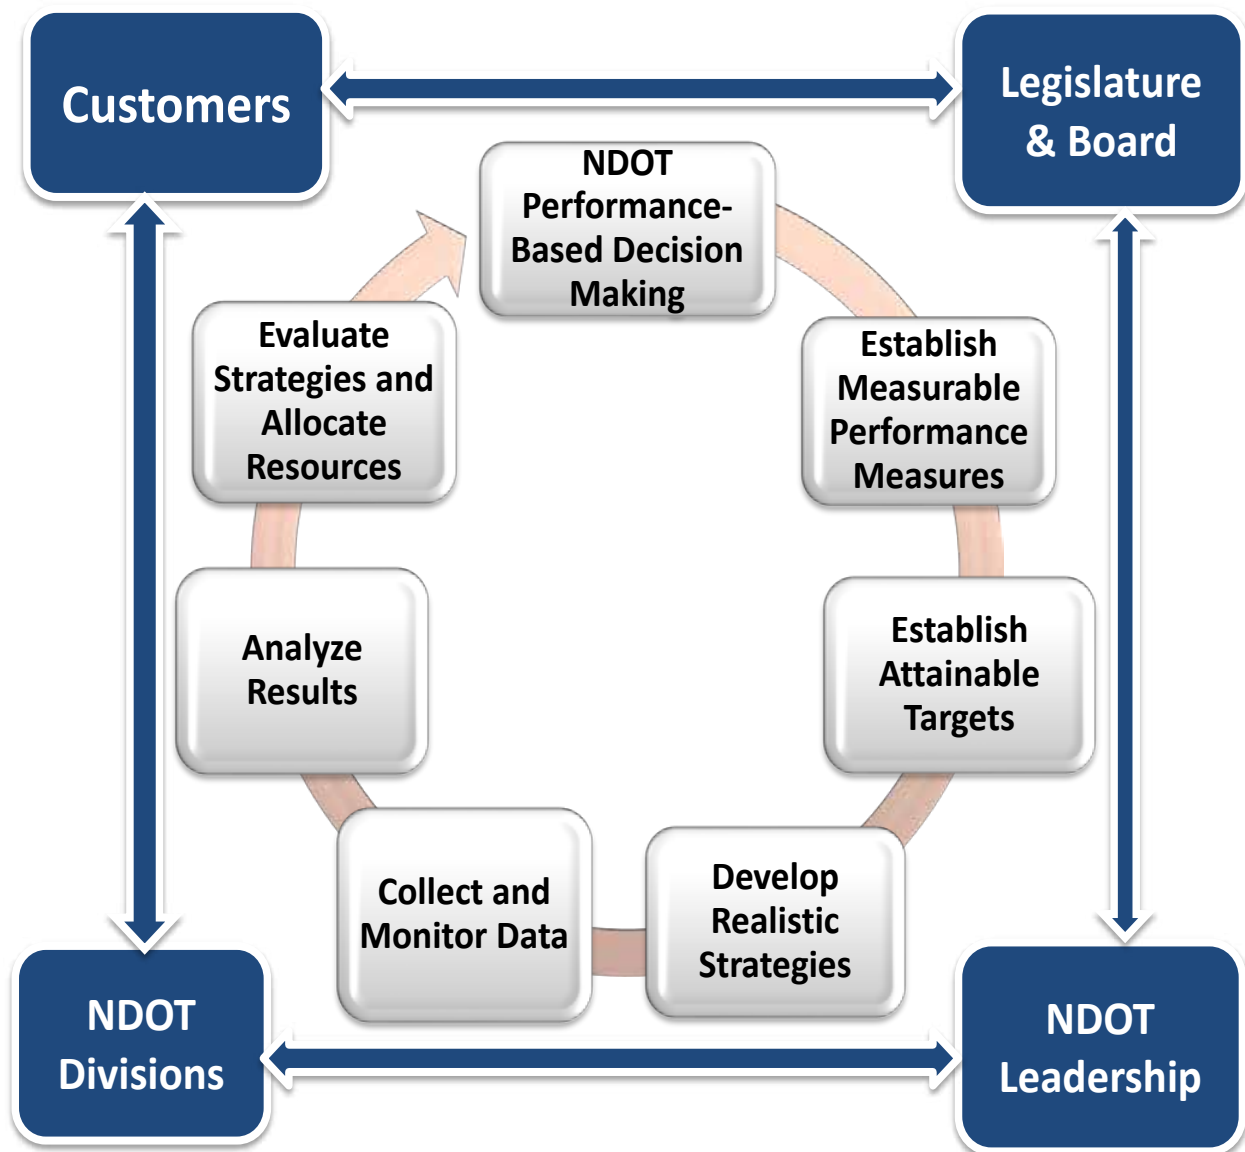 Customers
Legislature
& Board
NDOT
Performance-
Based Decision
Making
Establish
Measurable
Performance
Measures
Establish
Attainable
Targets
Develop
Realistic
Strategies
Collect and
Monitor Data
Analyze
Results
Evaluate
Strategies and
Allocate
Resources
NDOT
Divisions
NDOT
Leadership